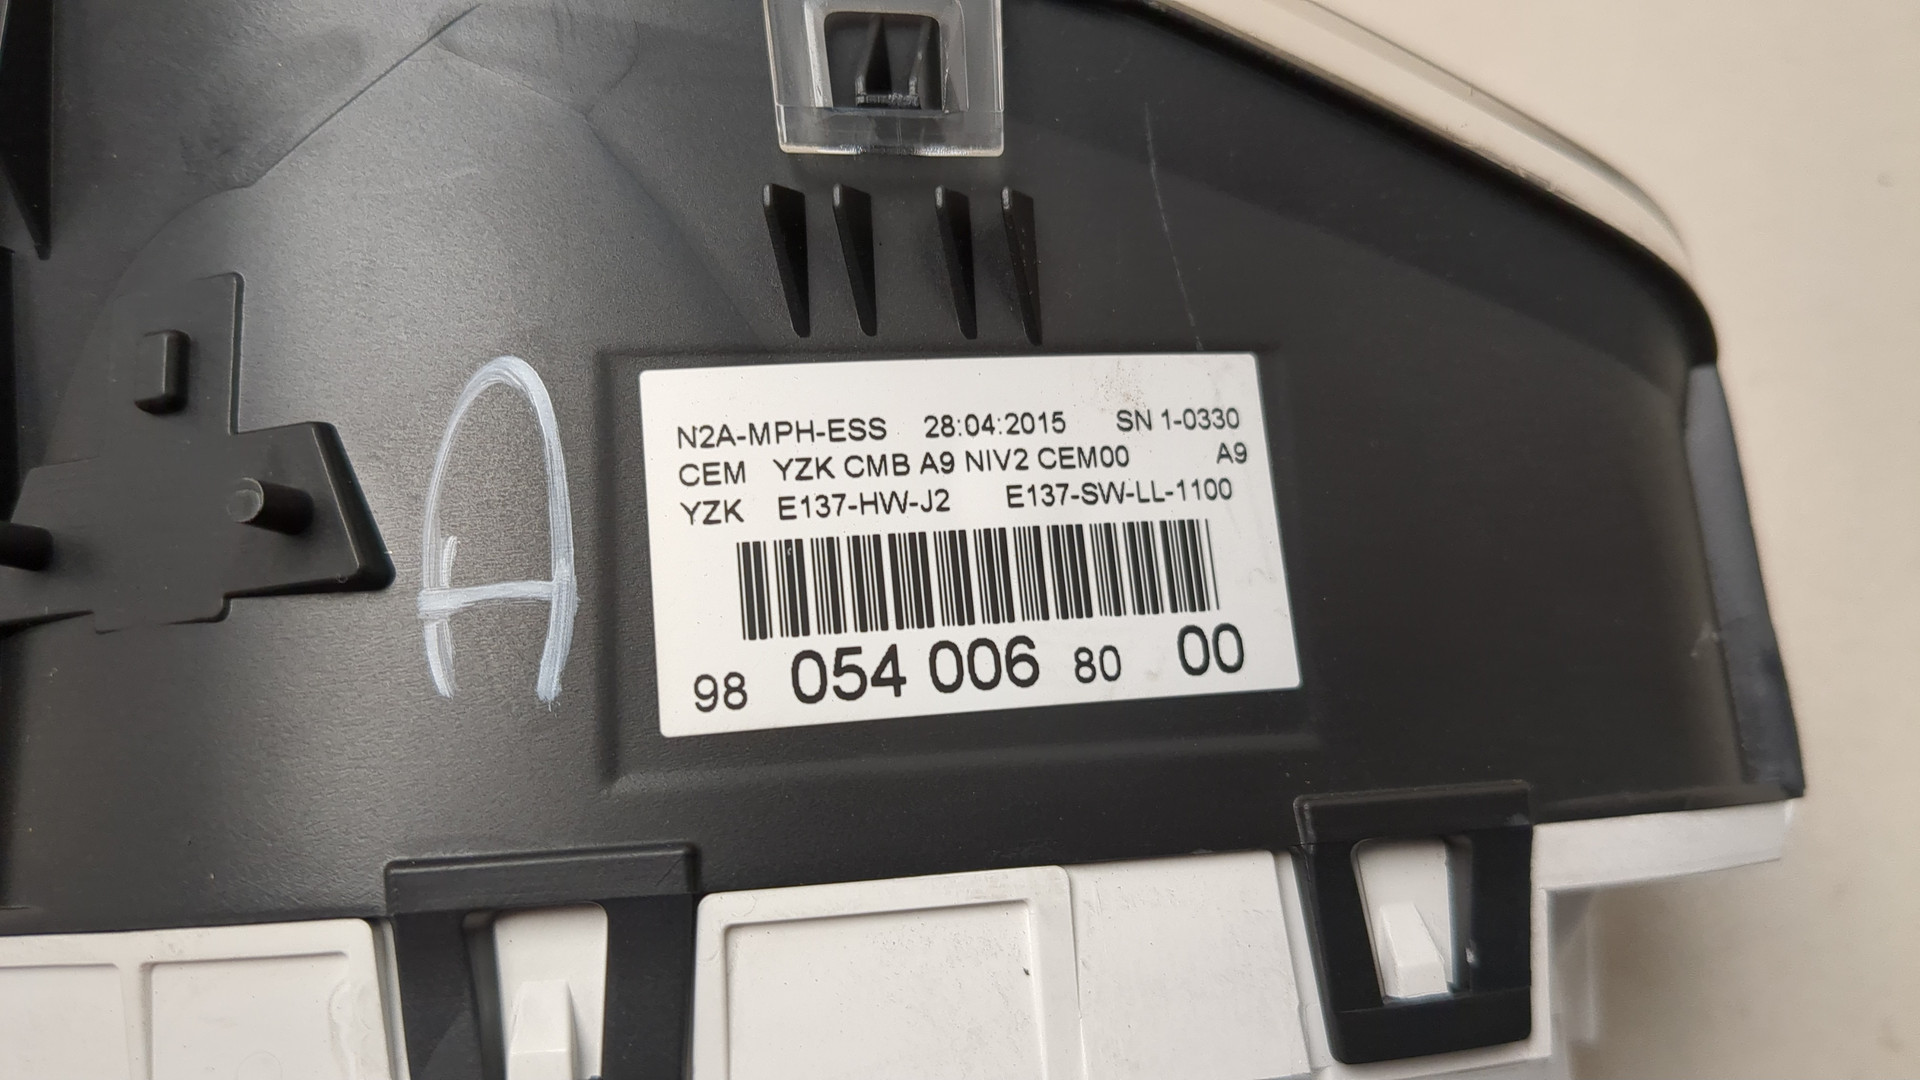 A
N2A-MPH-ESS 28:04:2015 SN 1-0330
CEM YZK CMB A9 NIV2 CEM00 A9
YZK E137-HW-J2 E137-SW-LL-1100
98 054 006 80 00